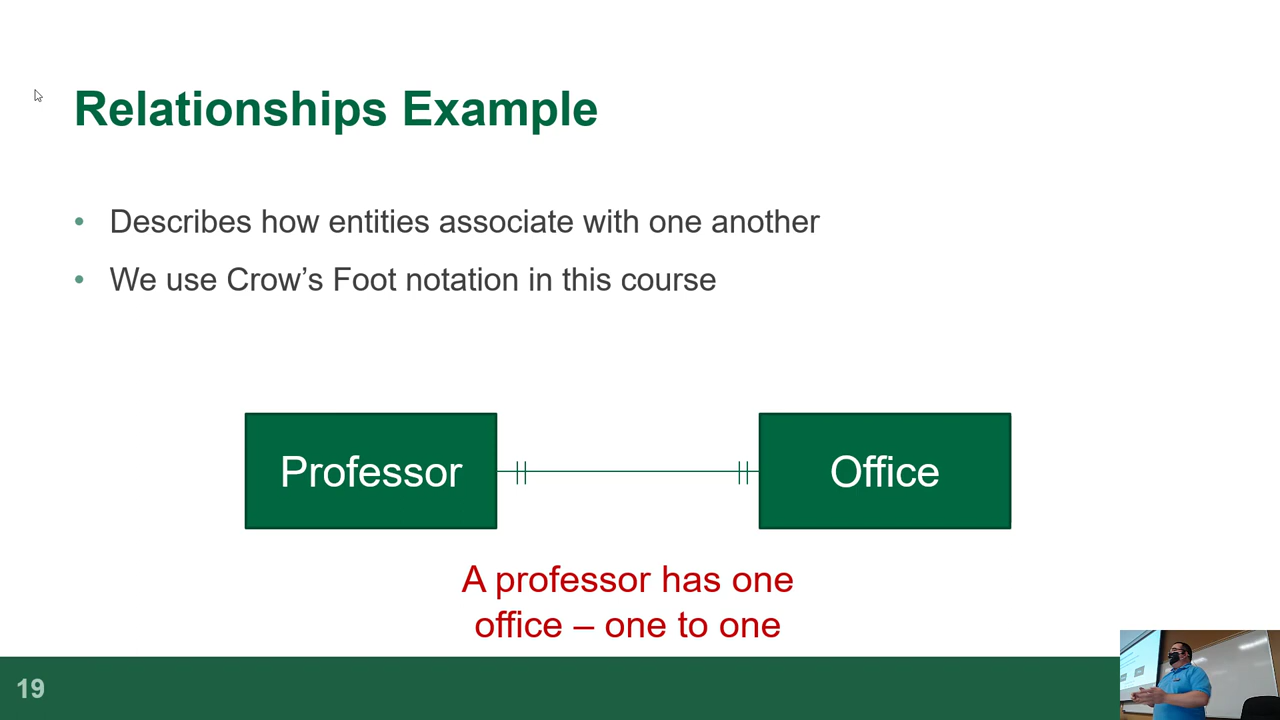 Relationships Example
• Describes how entities associate with one another
• We use Crow’s Foot notation in this course
Professor
Office
A professor has one
office – one to one
19